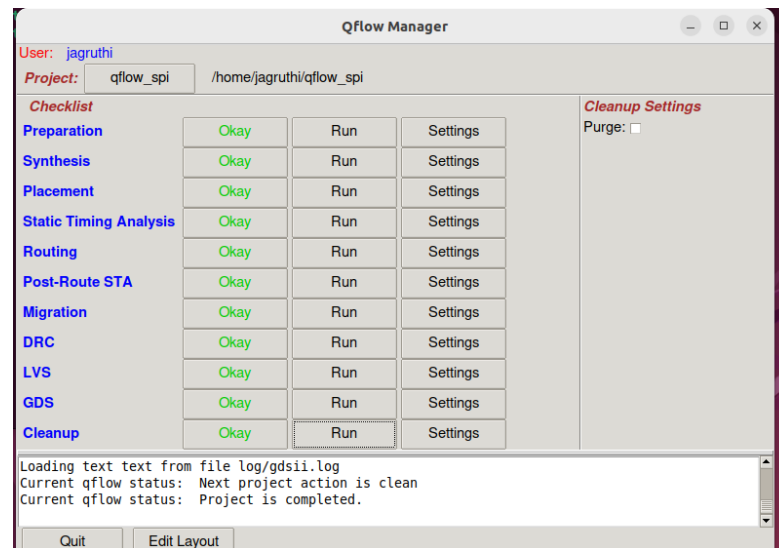 Qflow Manager
User: jagruthi
Project: qflow_spi /home/jagruthi/qflow_spi
Checklist Cleanup Settings
Preparation Okay Run Settings Purge:
Synthesis Okay Run Settings
Placement Okay Run Settings
Static Timing Analysis Okay Run Settings
Routing Okay Run Settings
Post-Route STA Okay Run Settings
Migration Okay Run Settings
DRC Okay Run Settings
LVS Okay Run Settings
GDS Okay Run Settings
Cleanup Okay Run Settings
Loading text text from file log/gdsii.log
Current qflow status:  Next project action is clean
Current qflow status:  Project is completed.
Quit Edit Layout